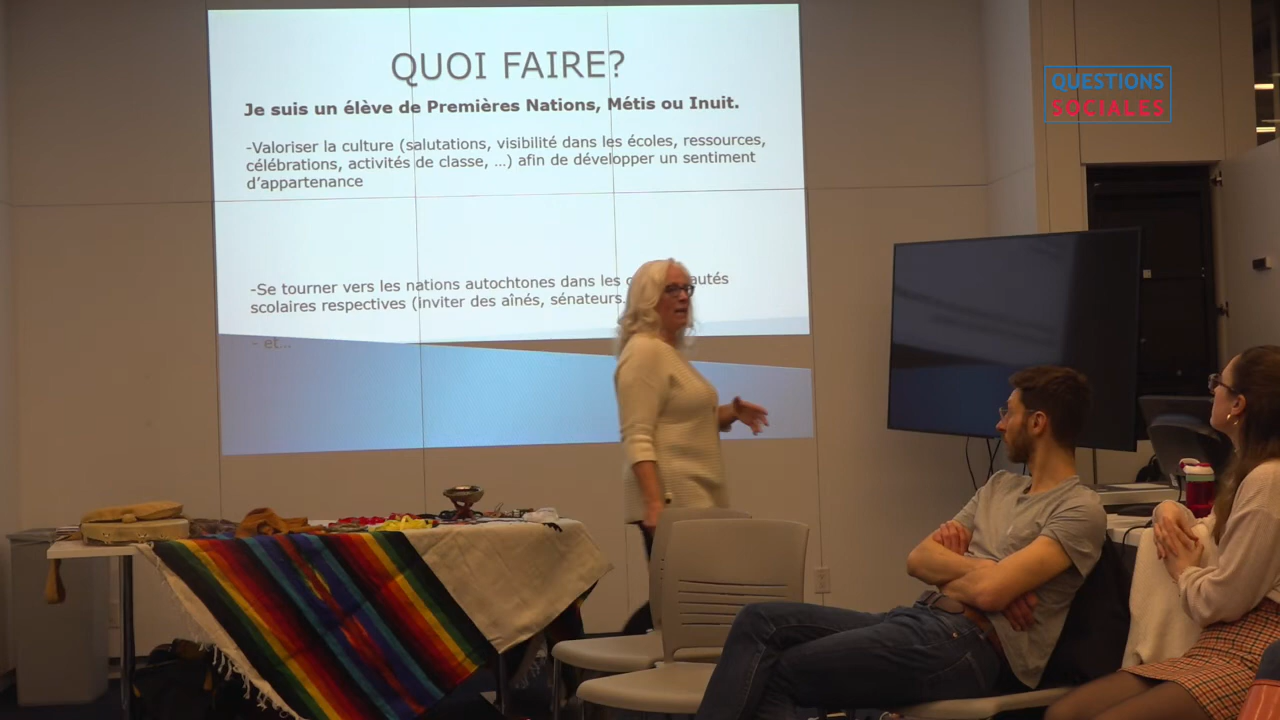 QUOI FAIRE?
Je suis un élève de Premières Nations, Métis ou Inuit.
-Valoriser la culture (salutations, visibilité dans les écoles, ressources,
célébrations, activités de classe, ...) afin de développer un sentiment
d'appartenance
-Se tourner vers les nations autochtones dans les
scolaires respectives (inviter des aînés, sénateurs
- et...
QUESTIONS
SOCIALES